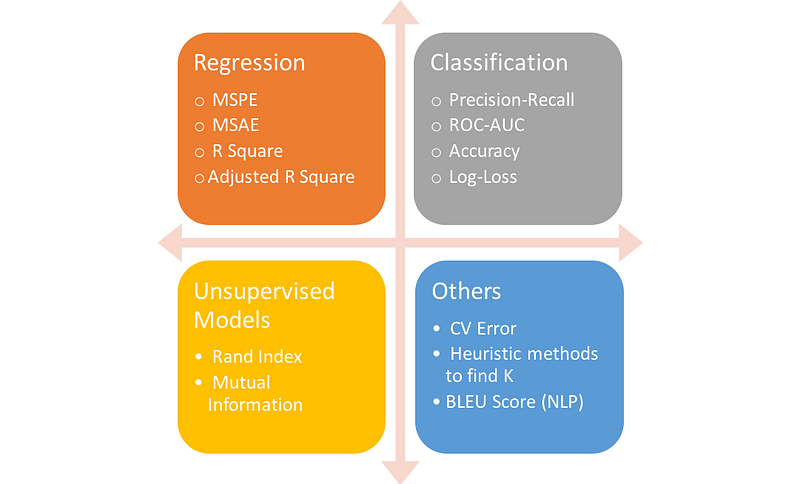 Regression
○ MSPE
○ MSAE
○ R Square
○ Adjusted R Square
Classification
○ Precision-Recall
○ ROC-AUC
○ Accuracy
○ Log-Loss
Unsupervised
Models
• Rand Index
• Mutual
Information
Others
• CV Error
• Heuristic methods
to find K
• BLEU Score (NLP)